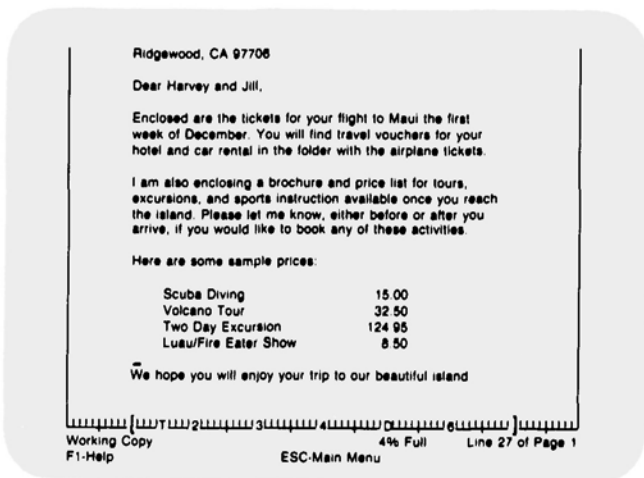 Ridgewood, CA 97706
Dear Harvey and Jill,
Enclosed are the tickets for your flight to Maui the first
week of December. You will find travel vouchers for your
hotel and car rental in the folder with the airplane tickets.
I am also enclosing a brochure and price list for tours,
excursions, and sports instruction available once you reach
the island. Please let me know, either before or after you
arrive, if you would like to book any of these activities.
Here are some sample prices:
Scuba Diving 15.00
Volcano Tour 32.50
Two Day Excursion 124.95
Luau/Fire Eater Show 8.50
We hope you will enjoy your trip to our beautiful island
[ T 2 3 4 D 6 ]
Working Copy 4% Full Line 27 of Page 1
F1-Help ESC-Main Menu